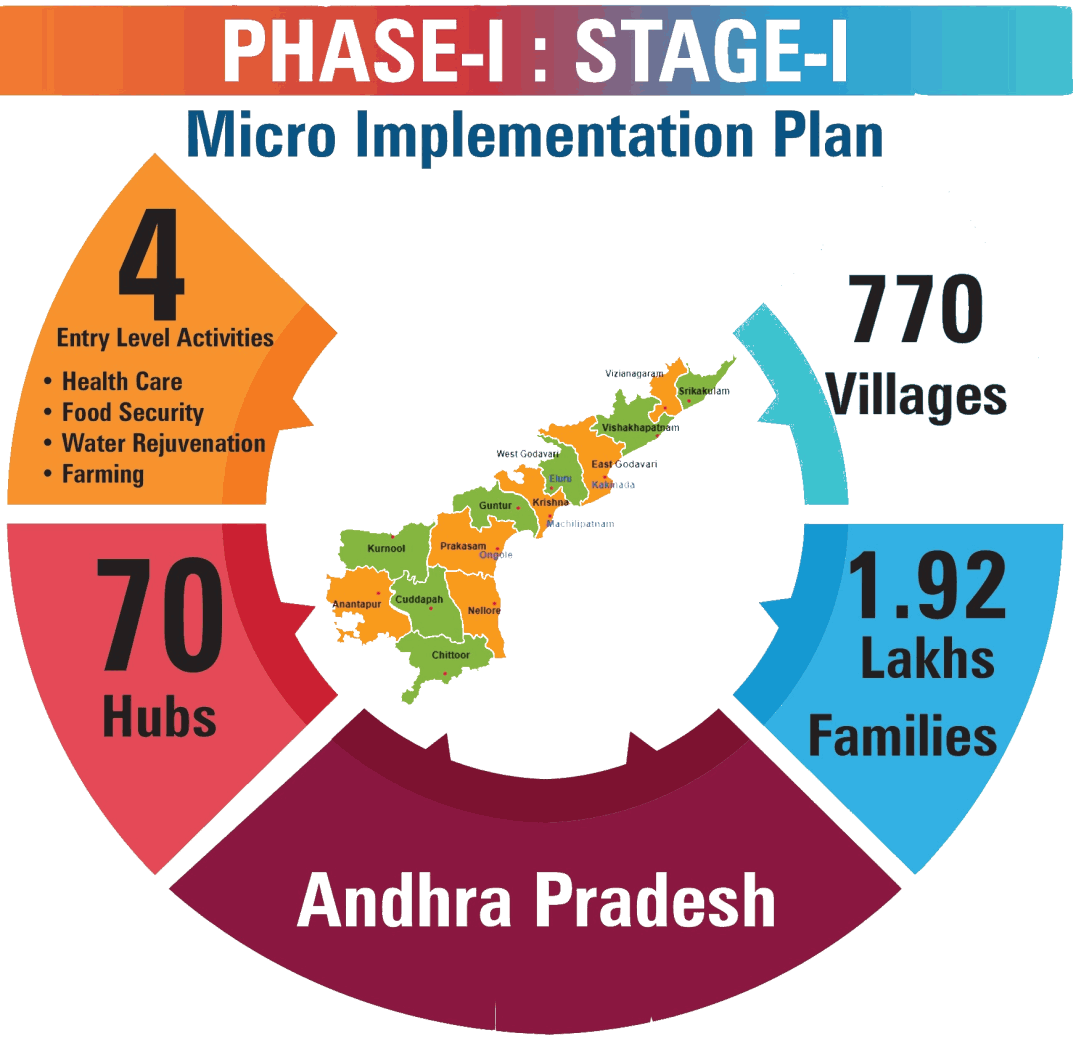 PHASE-I : STAGE-I
Micro Implementation Plan
4
Entry Level Activities
• Health Care
• Food Security
• Water Rejuvenation
• Farming
770
Villages
Vizianagaram
Srikakulam
Vishakhapatnam
West Godavari
East Godavari
Eluru
Kakinada
Guntur
Krishna
Machilipatnam
Kurnool
Prakasam
Ongole
Anantapur
Cuddapah
Nellore
Chittoor
70
Hubs
1.92
Lakhs
Families
Andhra Pradesh